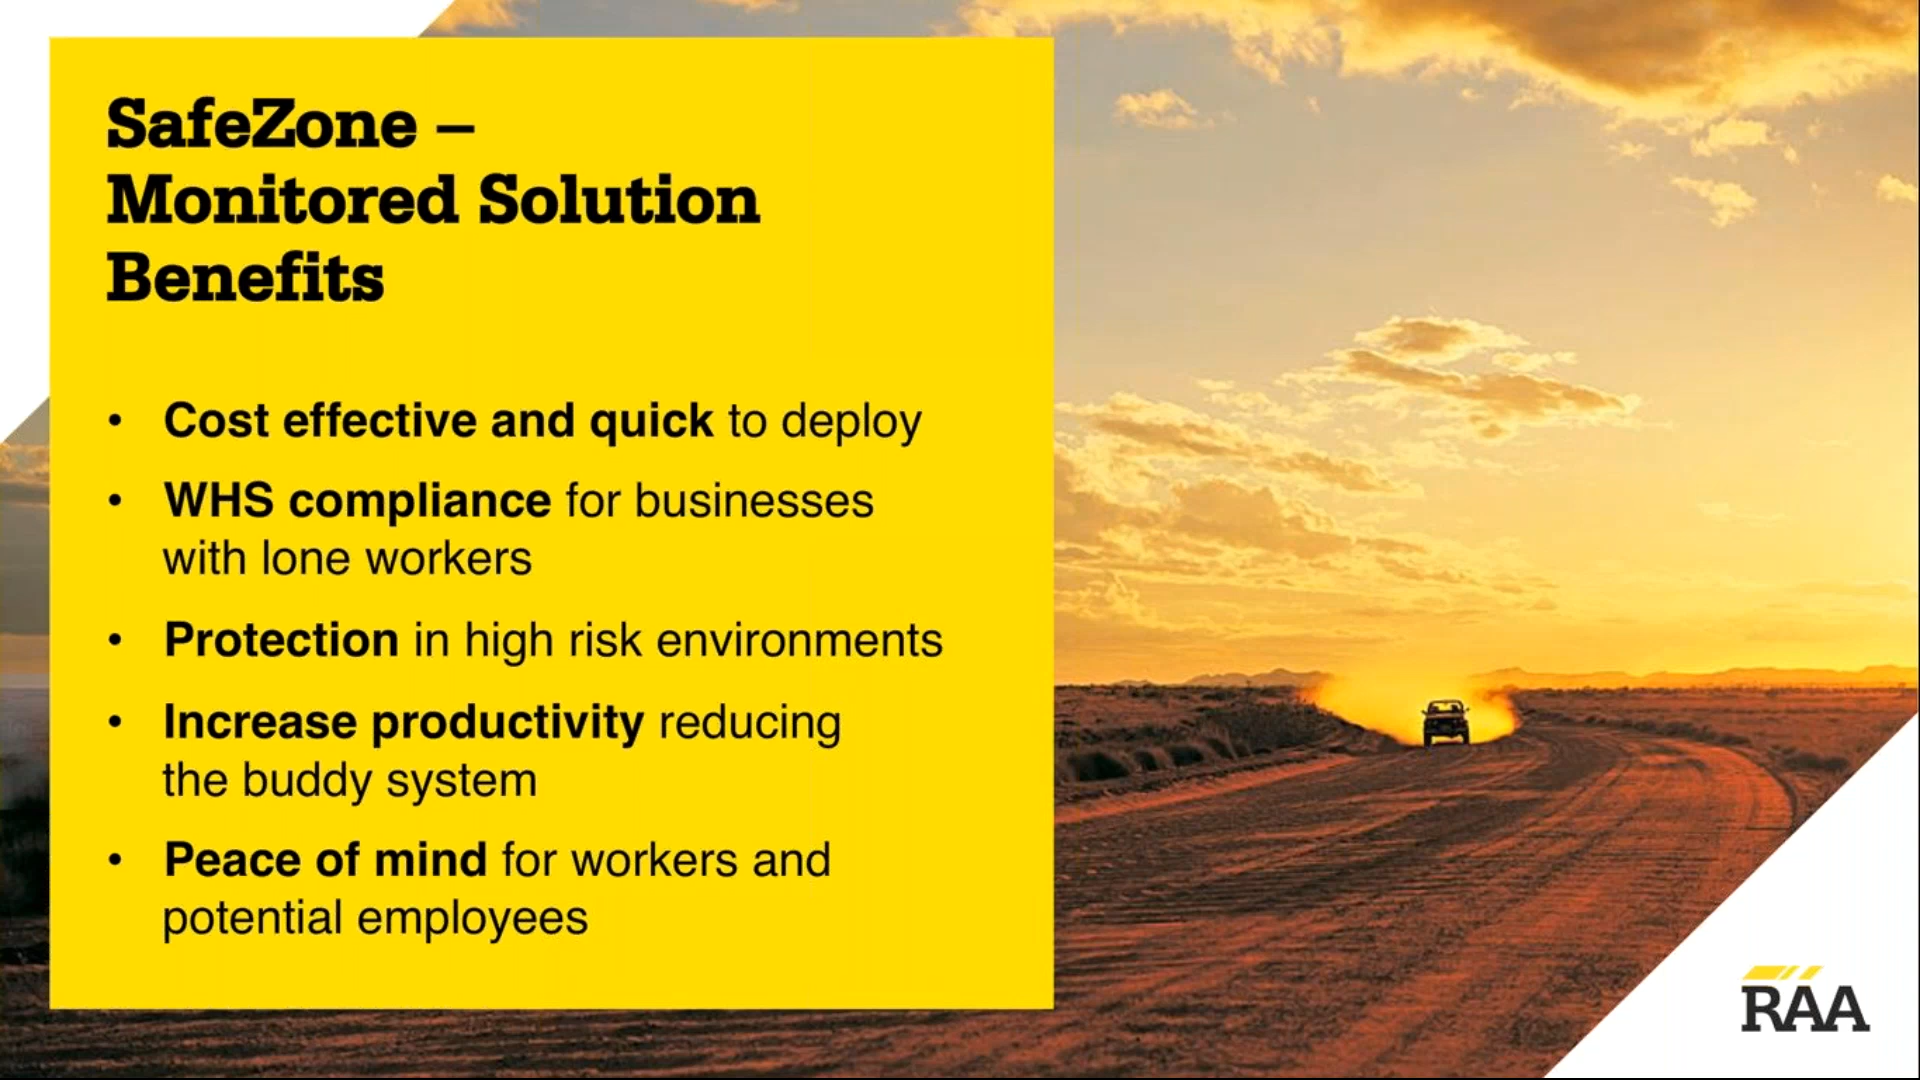 SafeZone –
Monitored Solution
Benefits
• Cost effective and quick to deploy
• WHS compliance for businesses
with lone workers
• Protection in high risk environments
• Increase productivity reducing
the buddy system
• Peace of mind for workers and
potential employees
RAA